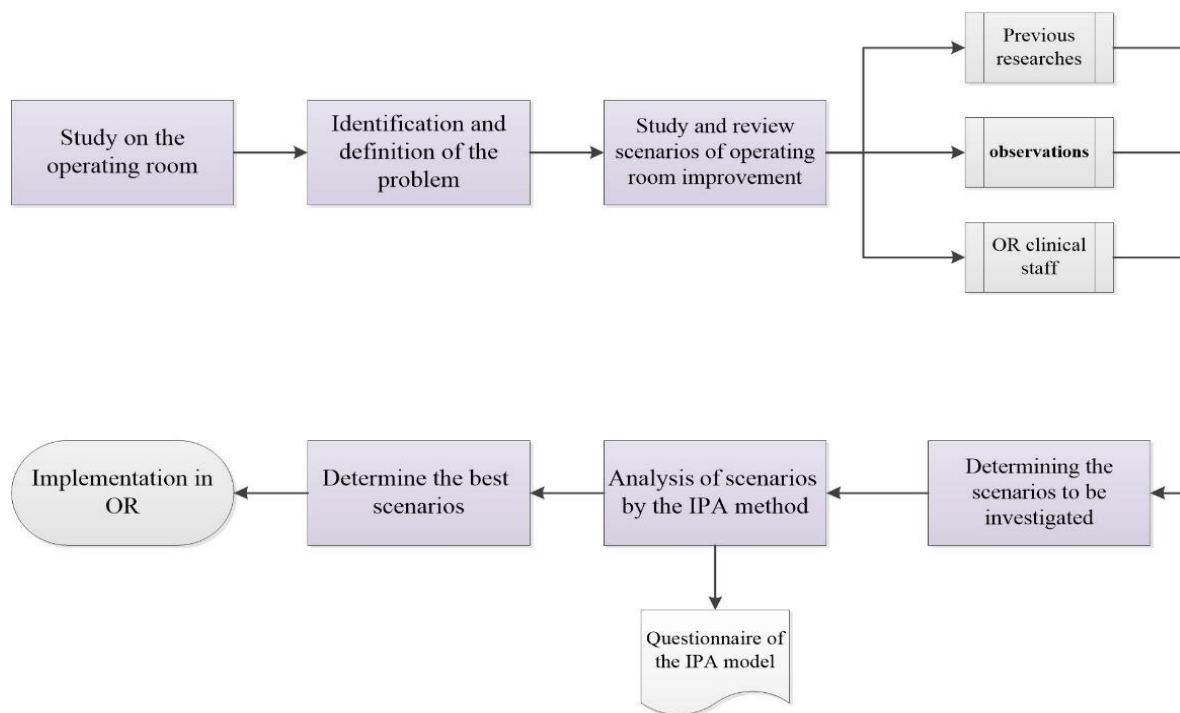 Previous
researches
Study on the
operating room
Identification and
definition of the
problem
Study and review
scenarios of operating
room improvement
observations
OR clinical
staff
Implementation in
OR
Determine the best
scenarios
Analysis of scenarios
by the IPA method
Determining the
scenarios to be
investigated
Questionnaire of
the IPA model